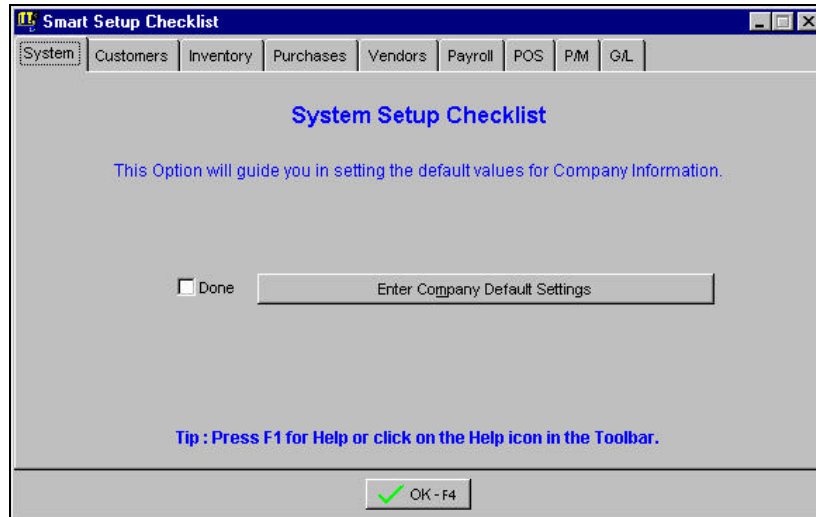 Smart Setup Checklist
System Customers Inventory Purchases Vendors Payroll POS P/M G/L
System Setup Checklist
This Option will guide you in setting the default values for Company Information.
Done Enter Company Default Settings
Tip : Press F1 for Help or click on the Help icon in the Toolbar.
OK - F4